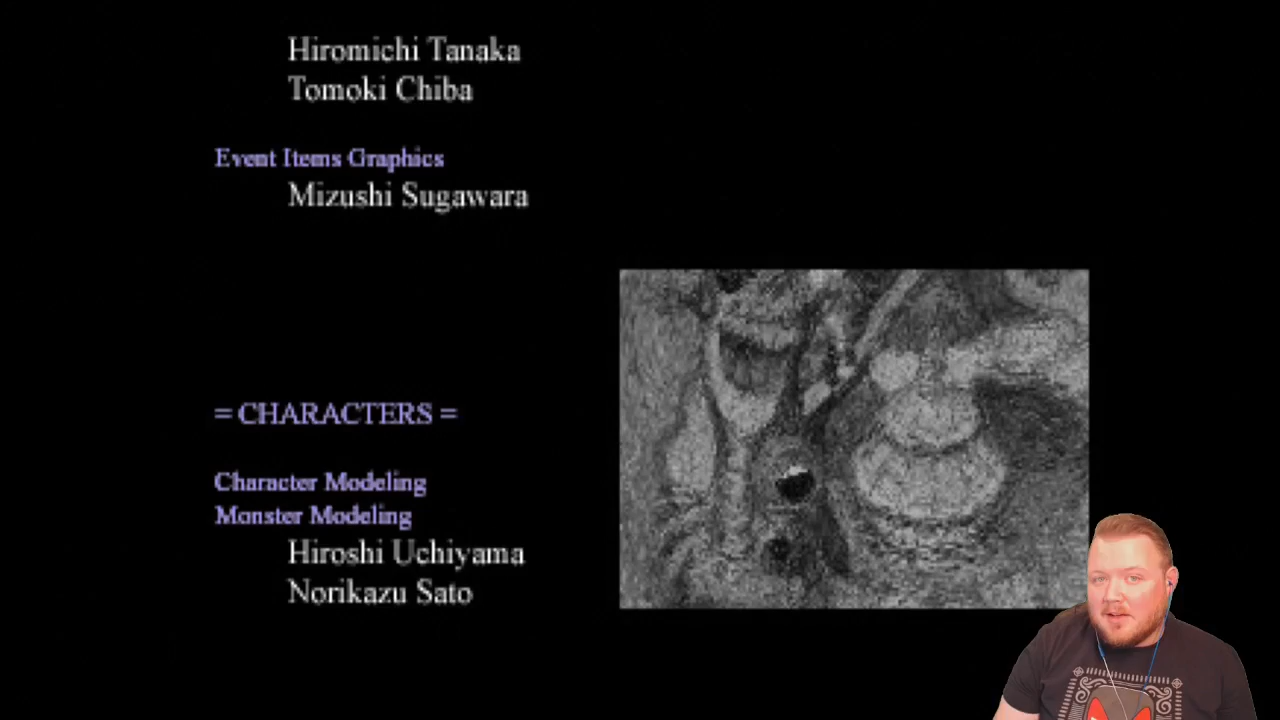 Hiromichi Tanaka
Tomoki Chiba
Event Items Graphics
Mizushi Sugawara
= CHARACTERS =
Character Modeling
Monster Modeling
Hiroshi Uchiyama
Norikazu Sato